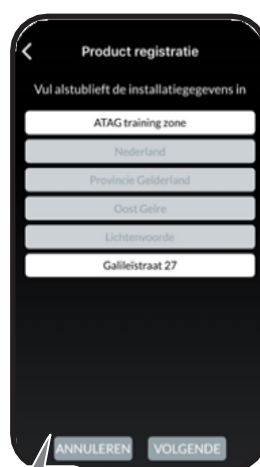 Product registratie
Vul alstublieft de installatiegegevens in
ATAG training zone
Nederland
Provincie Gelderland
Oost Gelre
Lichtenvoorde
Galileïstraat 27
ANNULEREN
VOLGENDE